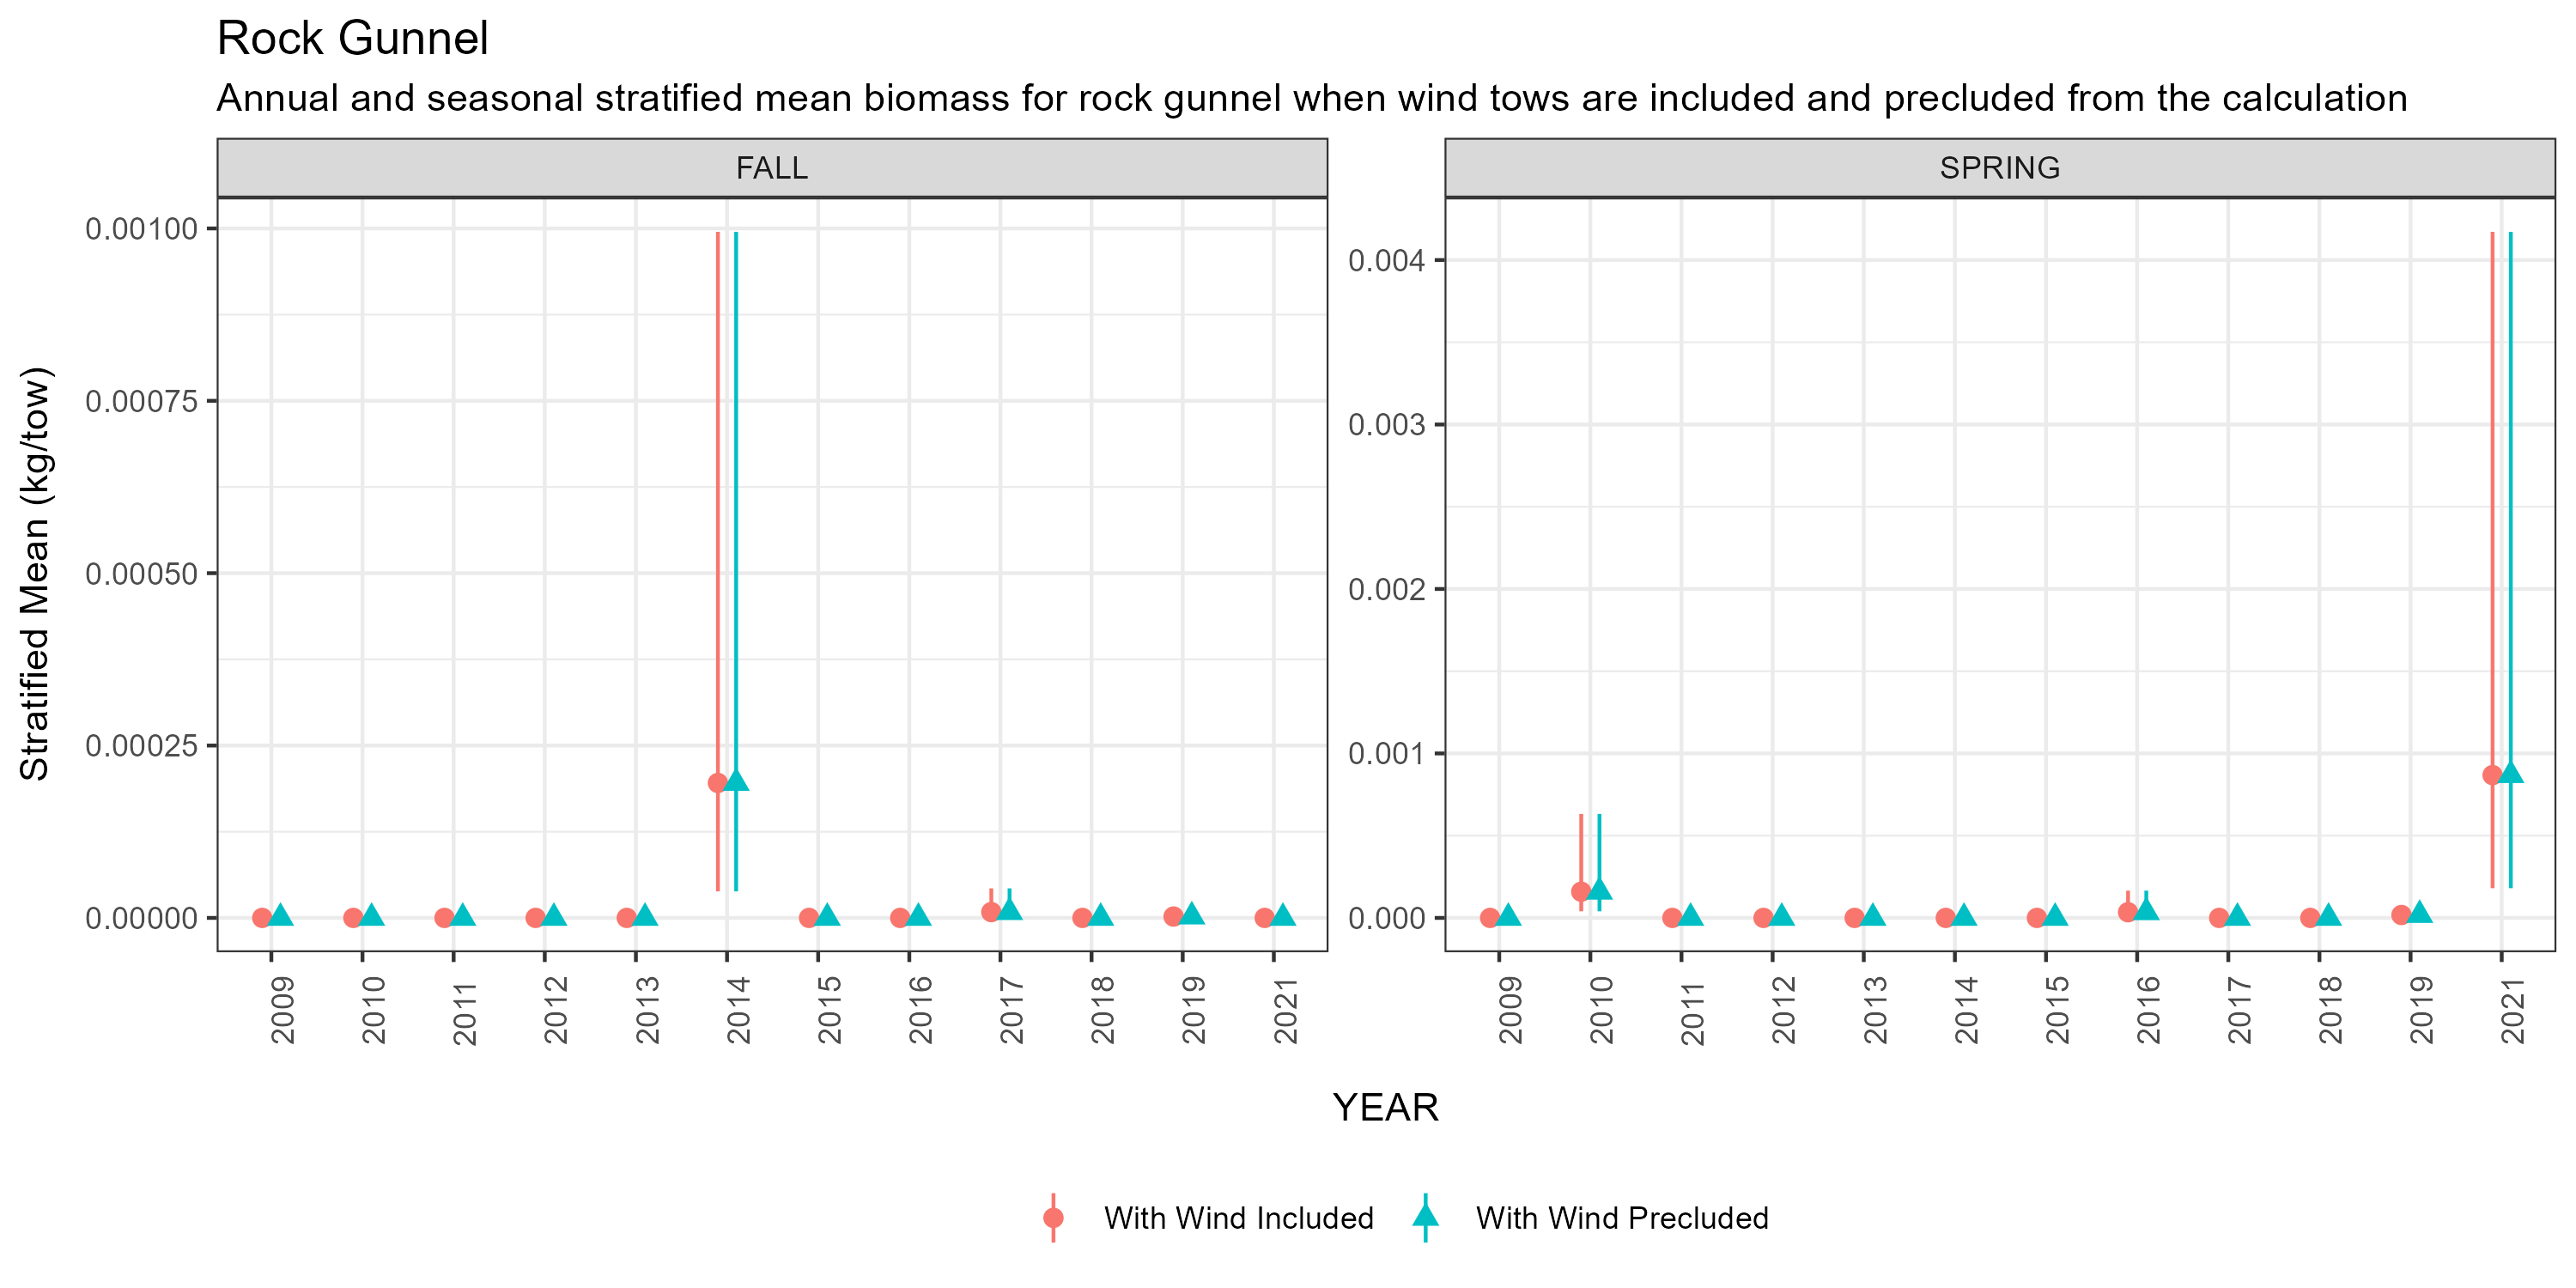 Rock Gunnel
Annual and seasonal stratified mean biomass for rock gunnel when wind tows are included and precluded from the calculation
FALL
SPRING
Stratified Mean (kg/tow)
0.00100
0.00075
0.00050
0.00025
0.00000
0.004
0.003
0.002
0.001
0.000
2009 2010 2011 2012 2013 2014 2015 2016 2017 2018 2019 2021
2009 2010 2011 2012 2013 2014 2015 2016 2017 2018 2019 2021
YEAR
With Wind Included
With Wind Precluded